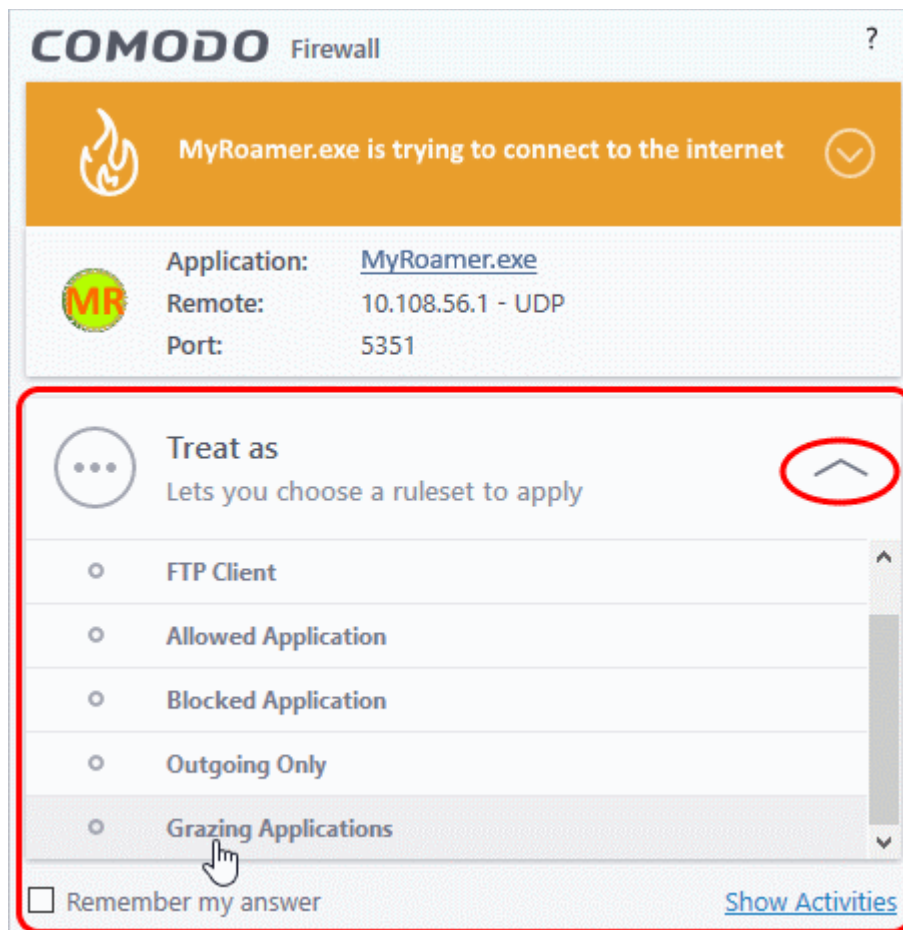 COMODO Firewall ?
MyRoamer.exe is trying to connect to the internet
MR
Application: MyRoamer.exe
Remote: 10.108.56.1 - UDP
Port: 5351
Treat as
Lets you choose a ruleset to apply
FTP Client
Allowed Application
Blocked Application
Outgoing Only
Grazing Applications
Remember my answer Show Activities